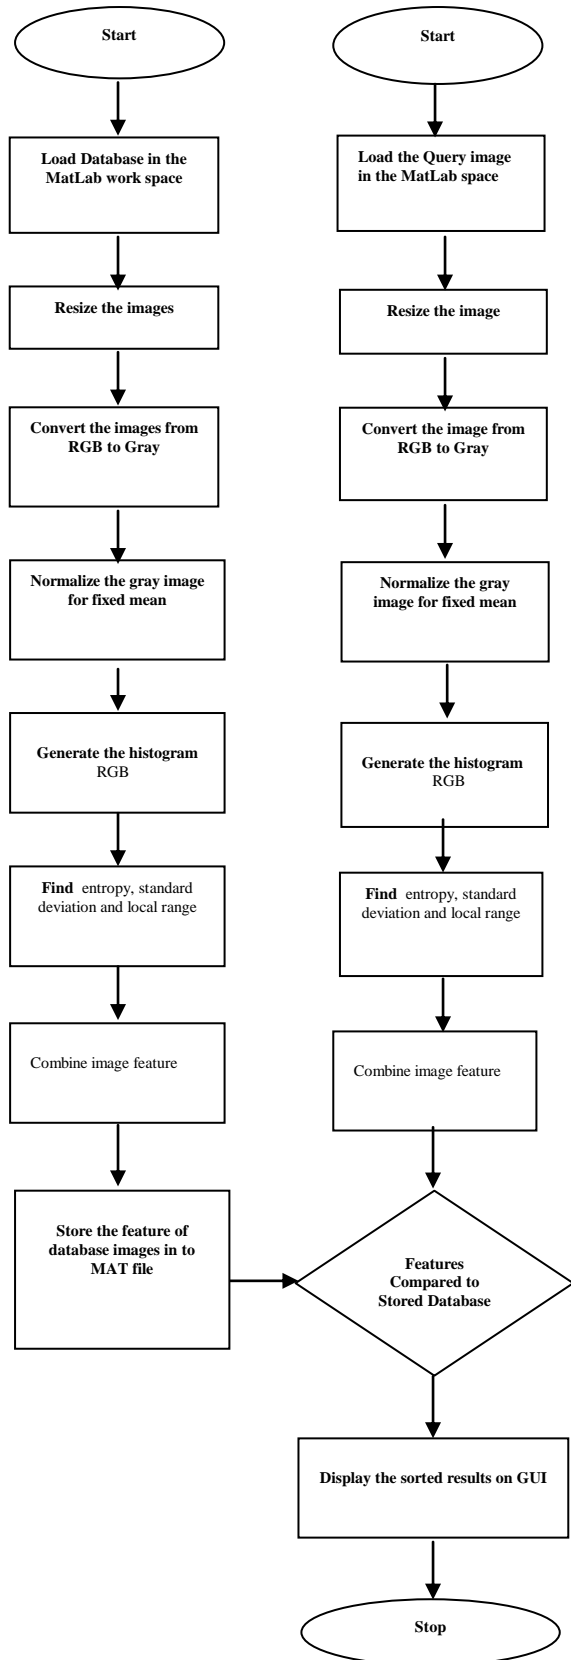 Start
Load Database in the
MatLab work space
Resize the images
Convert the images from
RGB to Gray
Normalize the gray image
for fixed mean
Generate the histogram
RGB
Find entropy, standard
deviation and local range
Combine image feature
Store the feature of
database images in to
MAT file
Start
Load the Query image
in the MatLab space
Resize the image
Convert the image from
RGB to Gray
Normalize the gray
image for fixed mean
Generate the histogram
RGB
Find entropy, standard
deviation and local range
Combine image feature
Features
Compared to
Stored Database
Display the sorted results on GUI
Stop